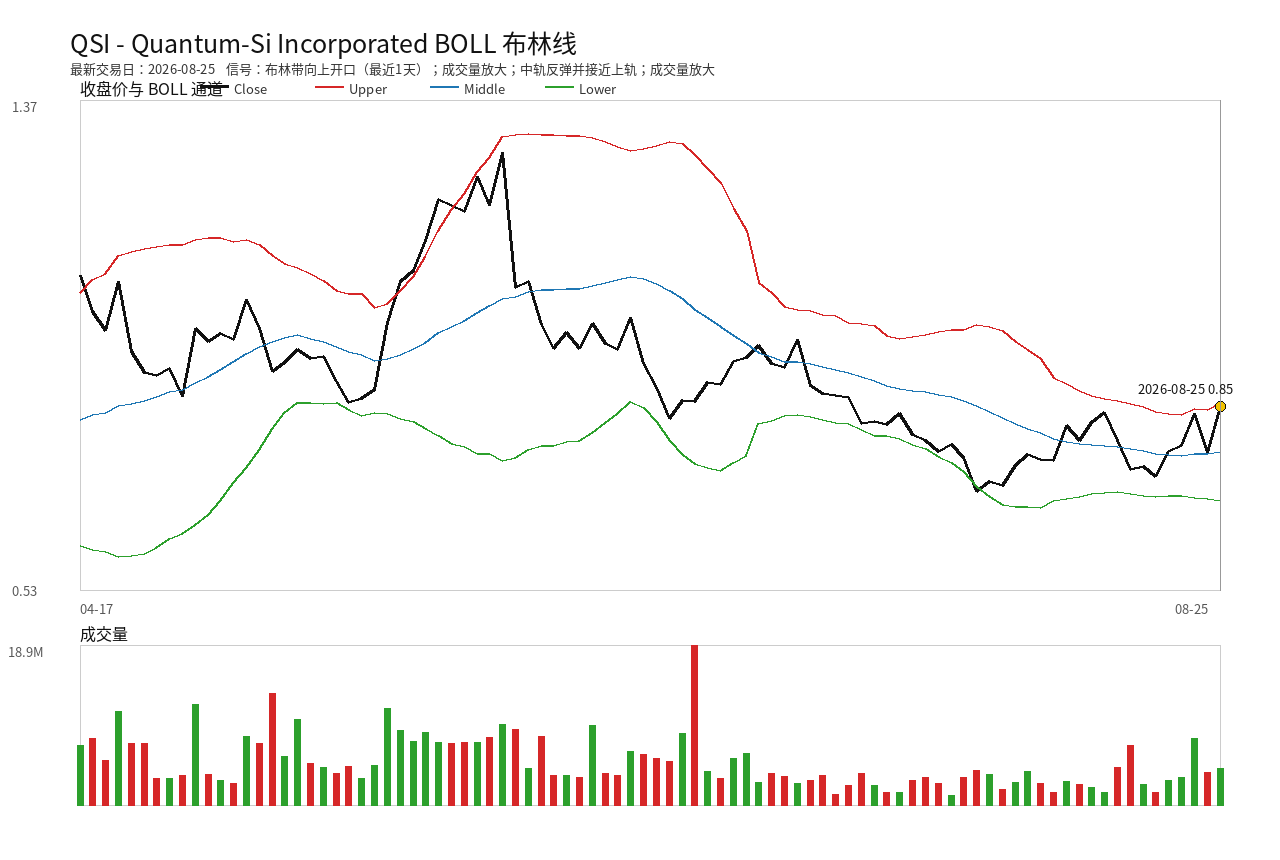 QSI - Quantum-Si Incorporated BOLL 布林线
最新交易日：2026-08-25   信号：布林带向上开口（最近1天）；成交量放大；中轨反弹并接近上轨；成交量放大
收盘价与 BOLL 通道 Close Upper Middle Lower
1.37
2026-08-25 0.85
0.53
04-17 08-25
成交量
18.9M